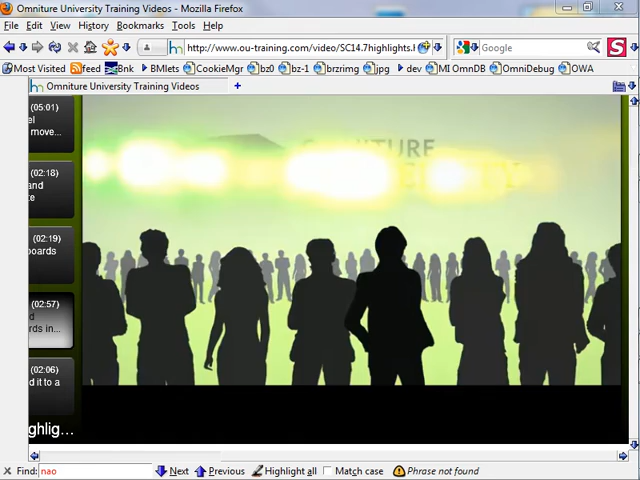 Omniture University Training Videos - Mozilla Firefox
File Edit View History Bookmarks Tools Help
http://www.ou-training.com/video/SC14.7highlights.
Google
S
Most Visited feed Bnk BMlets CookieMgr bz0 bz-1 brzrimg jpg dev MI OmnDB OmniDebug OWA
Omniture University Training Videos
(05:01)
el
move...
(02:18)
and
te
(02:19)
boards
(02:57)
d
rds in...
(02:06)
d it to a
ghlig...
Find: nao Next Previous Highlight all Match case Phrase not found